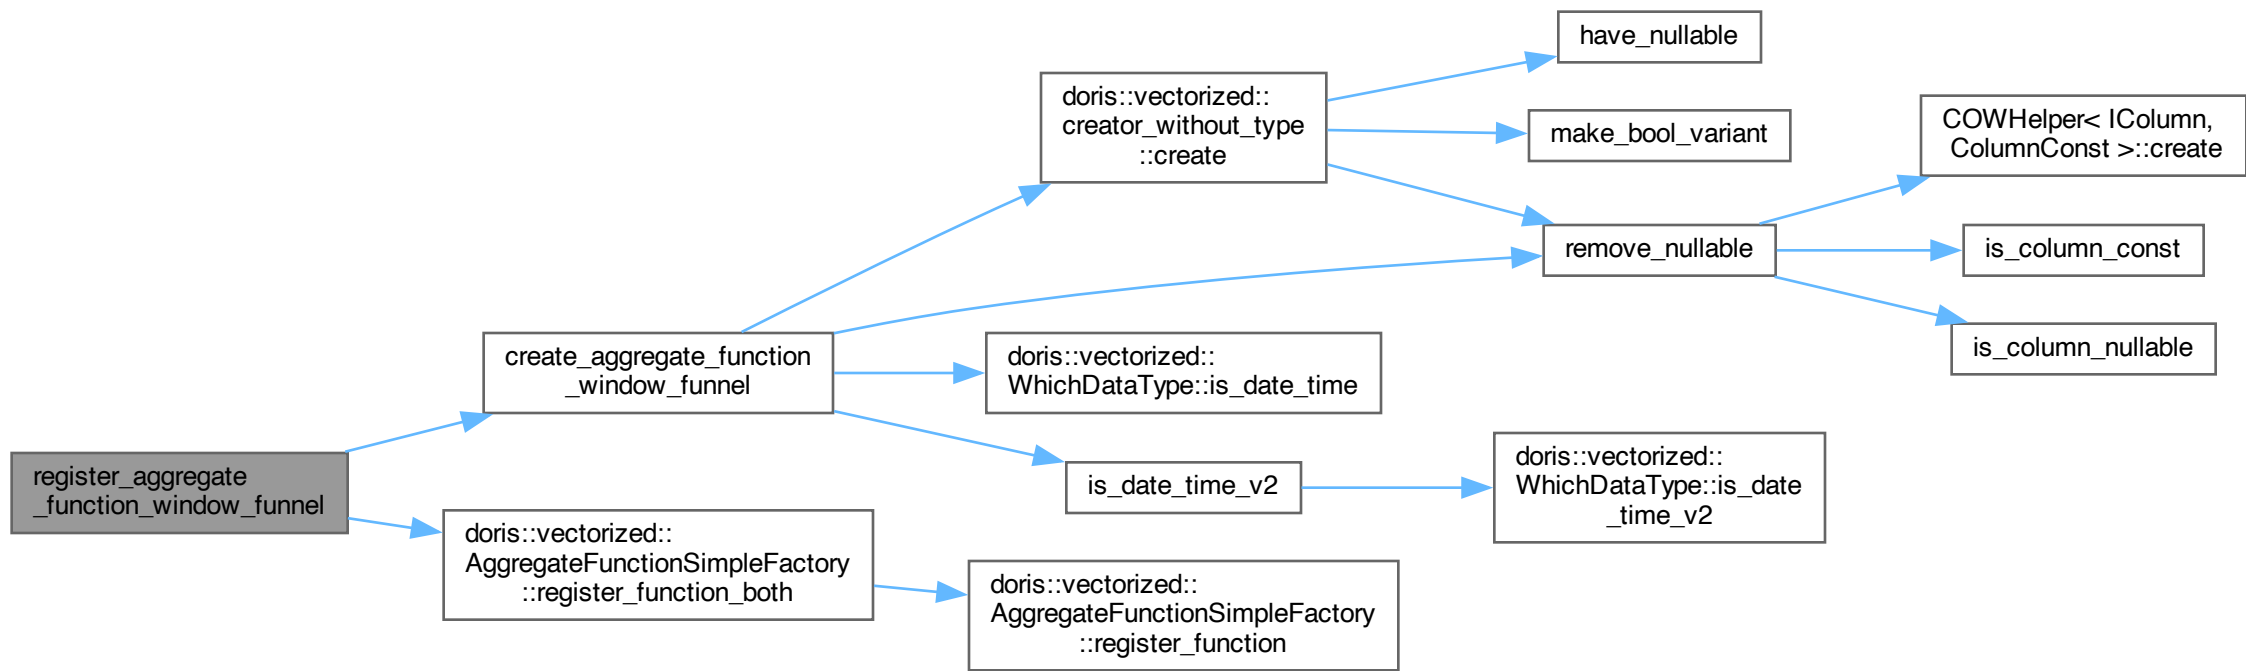 have_nullable
doris::vectorized::
creator_without_type
::create
make_bool_variant
COWHelper< IColumn,
ColumnConst >::create
remove_nullable
is_column_const
is_column_nullable
create_aggregate_function
_window_funnel
doris::vectorized::
WhichDataType::is_date_time
is_date_time_v2
doris::vectorized::
WhichDataType::is_date
_time_v2
register_aggregate
_function_window_funnel
doris::vectorized::
AggregateFunctionSimpleFactory
::register_function_both
doris::vectorized::
AggregateFunctionSimpleFactory
::register_function